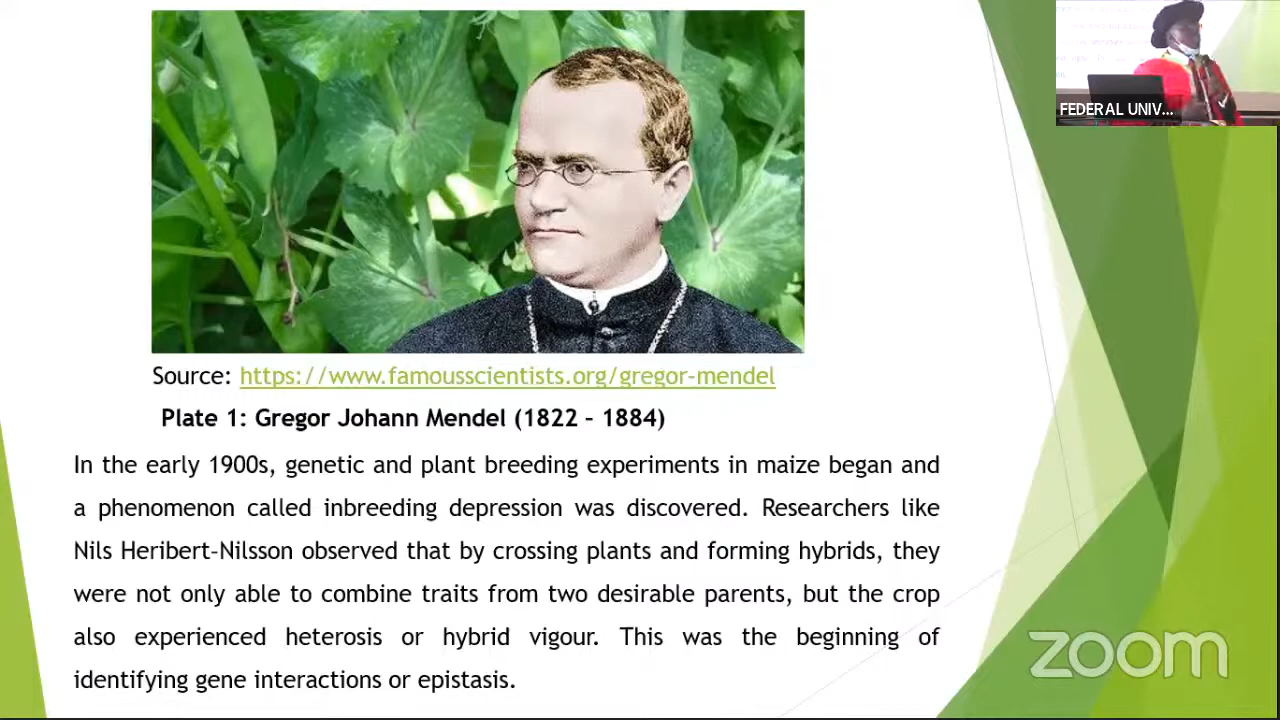 FEDERAL UNIV...
Source: https://www.famousscientists.org/gregor-mendel
Plate 1: Gregor Johann Mendel (1822 – 1884)
In the early 1900s, genetic and plant breeding experiments in maize began and
a phenomenon called inbreeding depression was discovered. Researchers like
Nils Heribert-Nilsson observed that by crossing plants and forming hybrids, they
were not only able to combine traits from two desirable parents, but the crop
also experienced heterosis or hybrid vigour. This was the beginning of
identifying gene interactions or epistasis.
zoom